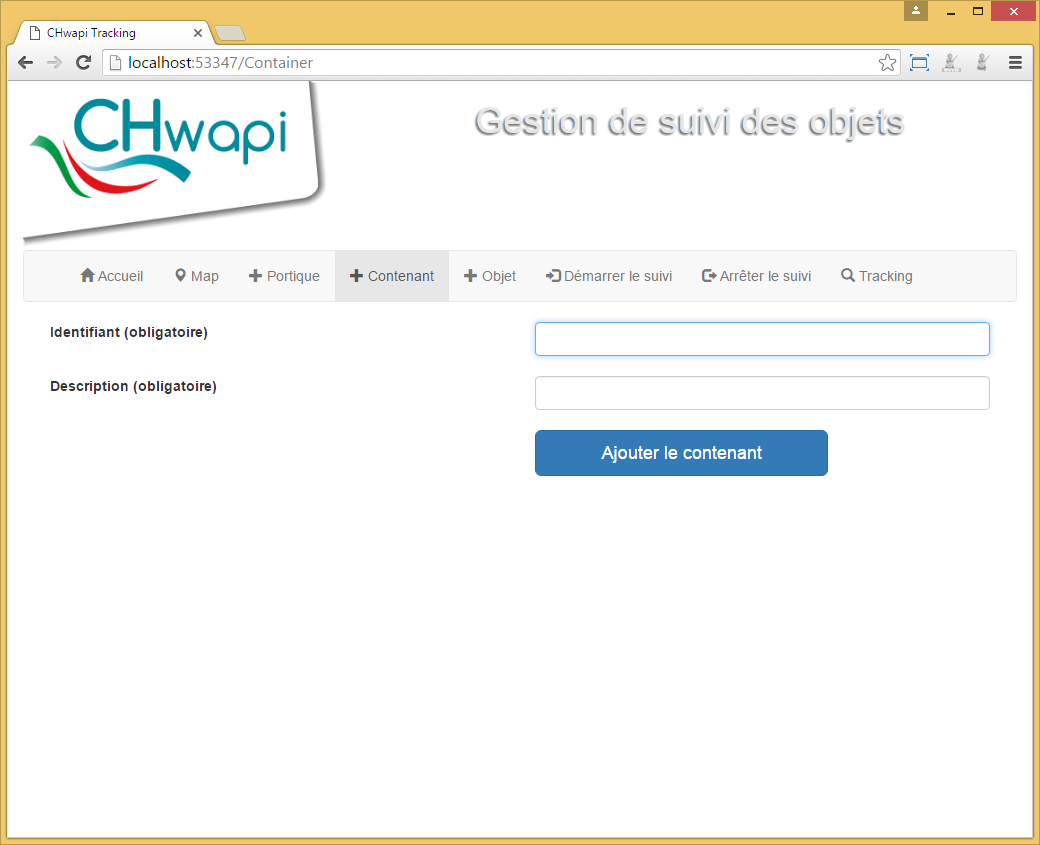 CHwapi Tracking
localhost:53347/Container
CHwapi
Gestion de suivi des objets
Accueil Map Portique Contenant Objet Démarrer le suivi Arrêter le suivi Tracking
Identifiant (obligatoire)
Description (obligatoire)
Ajouter le contenant